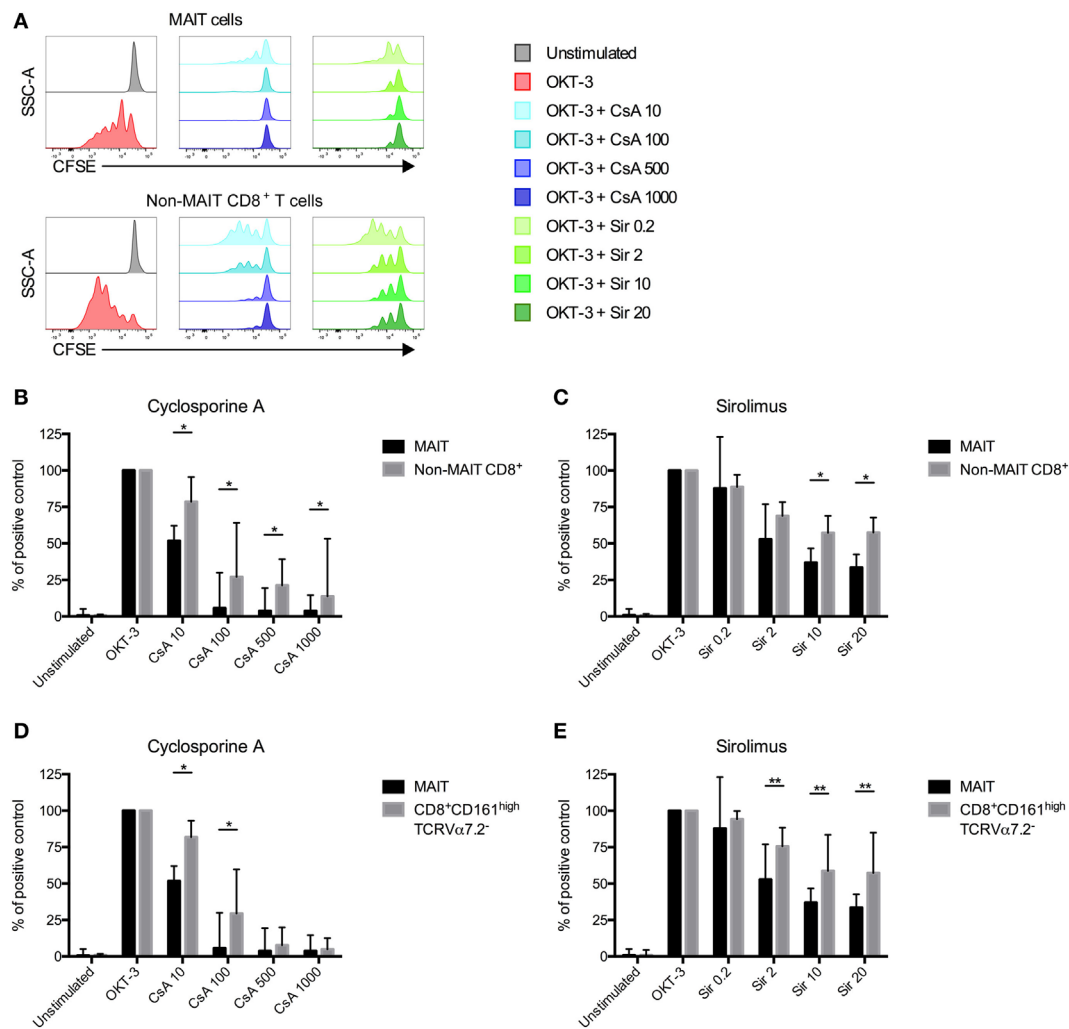 A
MAIT cells
SSC-A
CFSE
Non-MAIT CD8⁺ T cells
SSC-A
CFSE
Unstimulated
OKT-3
OKT-3 + CsA 10
OKT-3 + CsA 100
OKT-3 + CsA 500
OKT-3 + CsA 1000
OKT-3 + Sir 0.2
OKT-3 + Sir 2
OKT-3 + Sir 10
OKT-3 + Sir 20
B
Cyclosporine A
% of positive control
125
100
75
50
25
0
* * * *
Unstimulated
OKT-3
CsA 10
CsA 100
CsA 500
CsA 1000
MAIT
Non-MAIT CD8⁺
C
Sirolimus
% of positive control
125
100
75
50
25
0
* *
Unstimulated
OKT-3
Sir 0.2
Sir 2
Sir 10
Sir 20
MAIT
Non-MAIT CD8⁺
D
Cyclosporine A
% of positive control
125
100
75
50
25
0
* *
Unstimulated
OKT-3
CsA 10
CsA 100
CsA 500
CsA 1000
MAIT
CD8⁺CD161ʰⁱᵍʰ
TCRVα7.2⁻
E
Sirolimus
% of positive control
125
100
75
50
25
0
** ** **
Unstimulated
OKT-3
Sir 0.2
Sir 2
Sir 10
Sir 20
MAIT
CD8⁺CD161ʰⁱᵍʰ
TCRVα7.2⁻